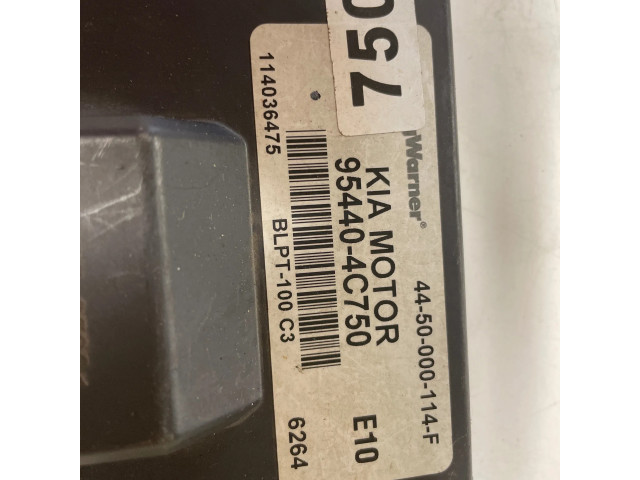 750
Warner®
44-50-000-114-F
KIA MOTOR
95440-4C750
E10
114036475
BLPT-100 C3
6264